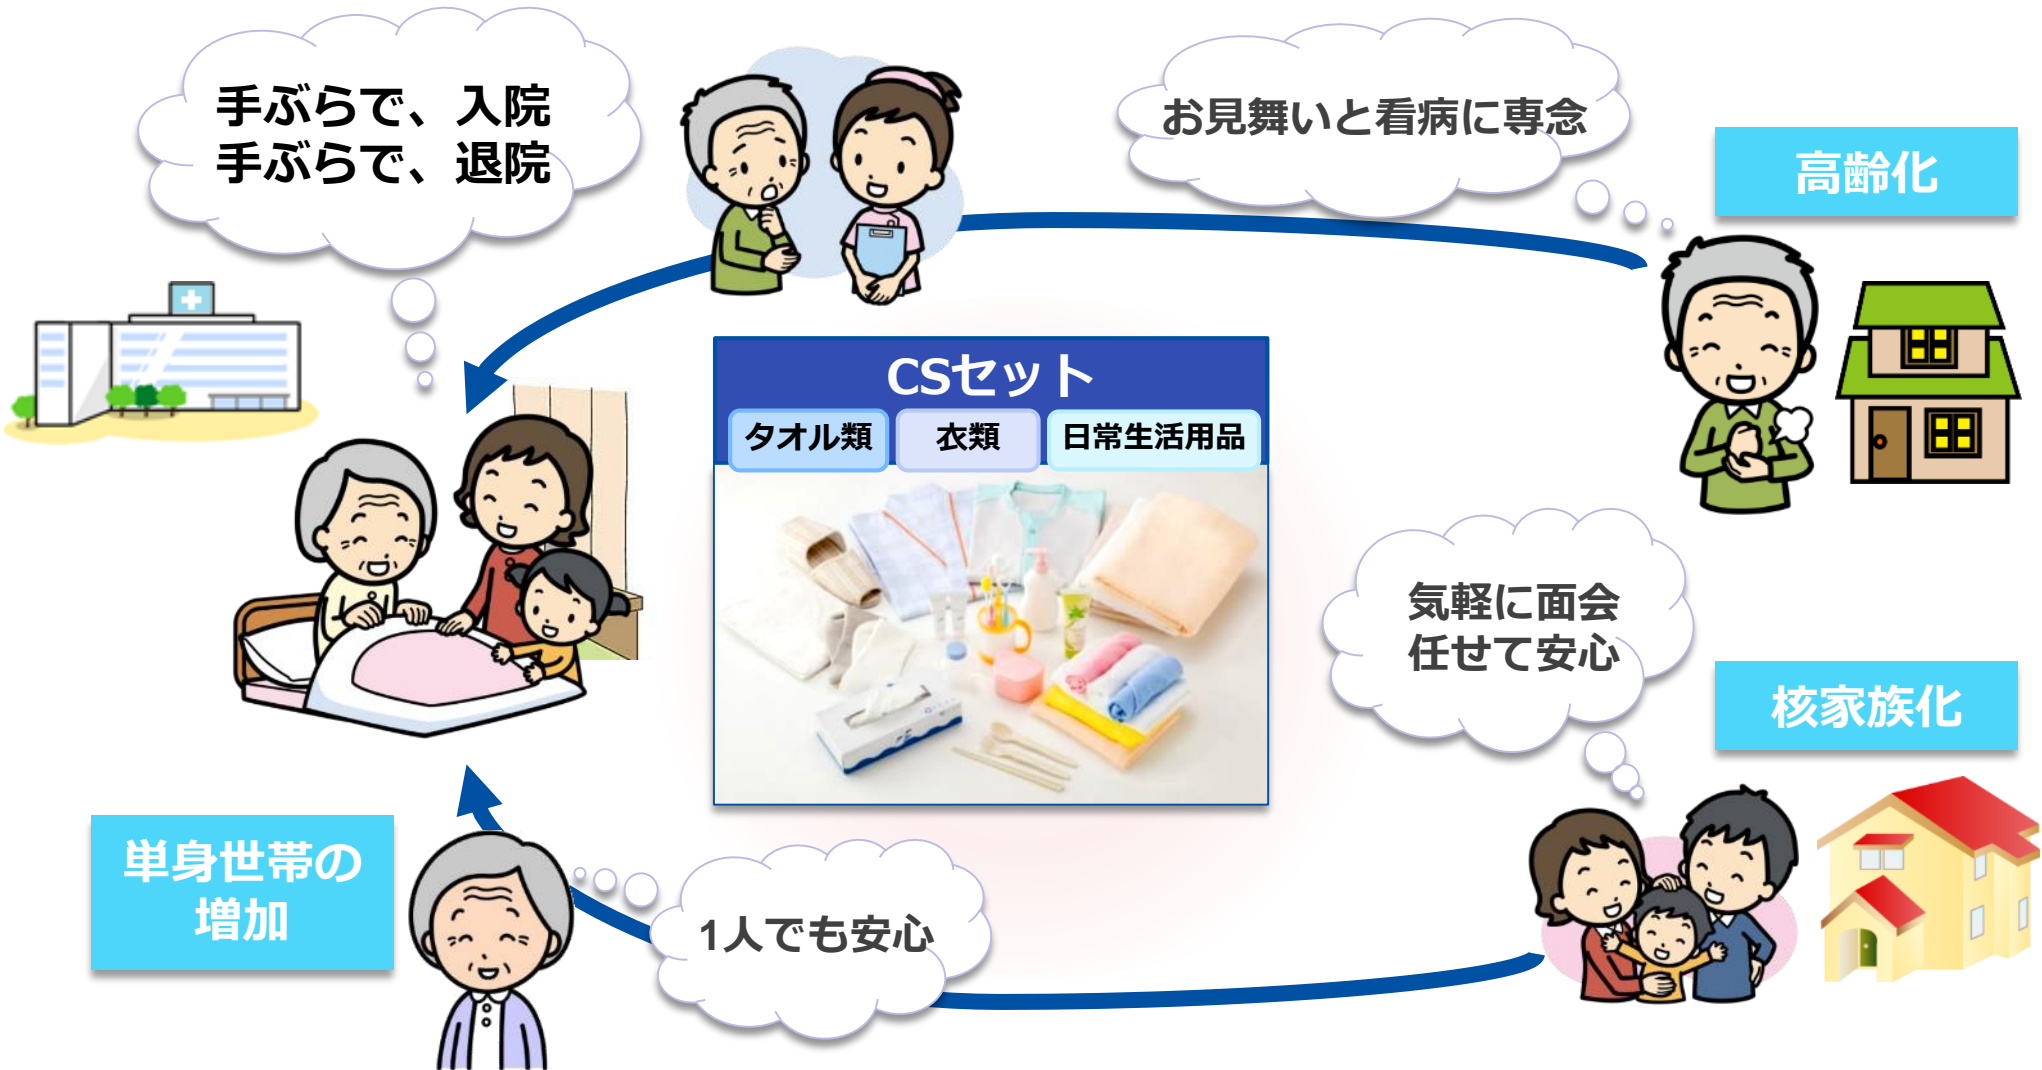 手ぶらで、入院
手ぶらで、退院
お見舞いと看病に専念
高齢化
CSセット
タオル類
衣類
日常生活用品
気軽に面会
任せて安心
核家族化
単身世帯の
増加
1人でも安心